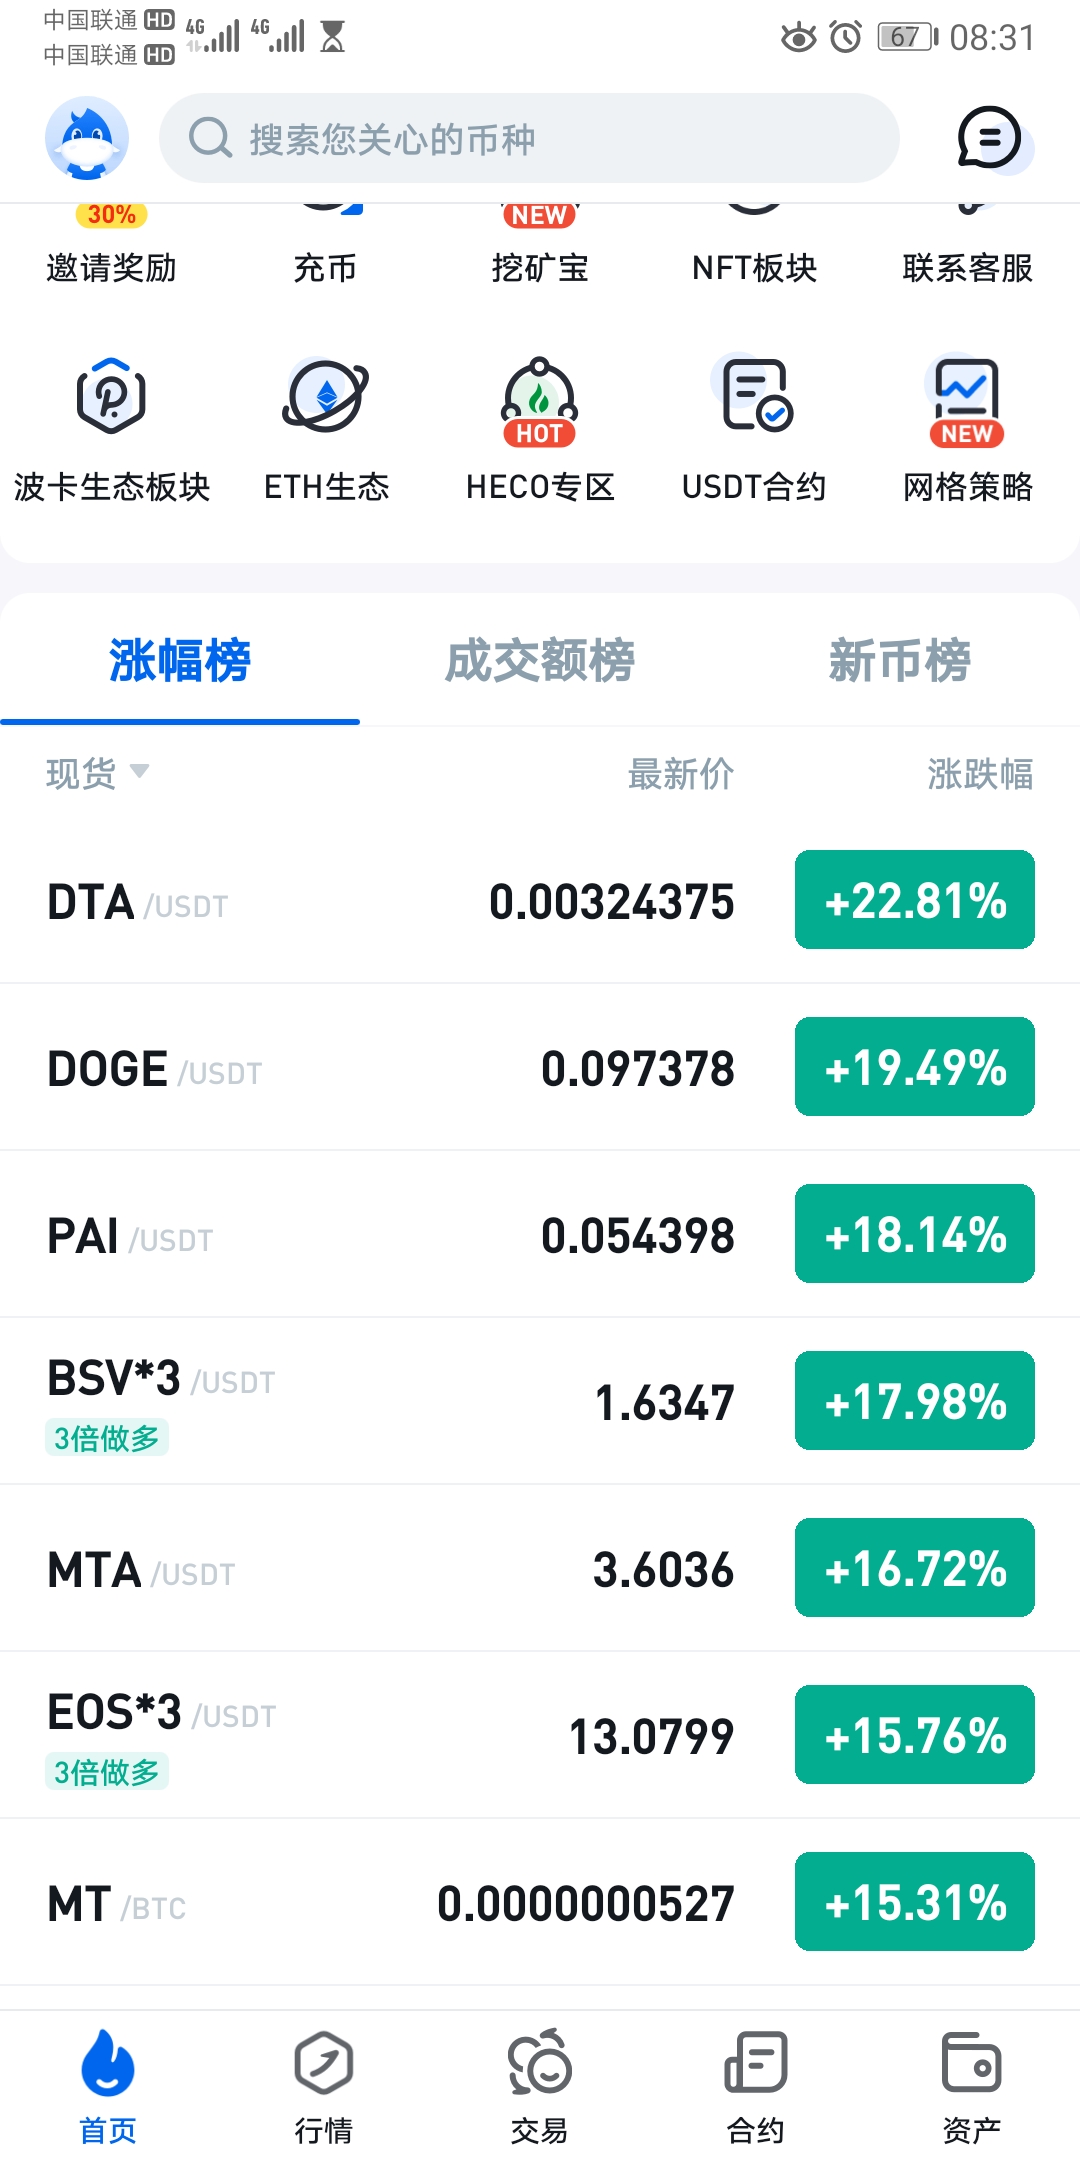 中国联通 HD 4G 4G 67 08:31
中国联通 HD
搜索您关心的币种
30% NEW
邀请奖励 充币 挖矿宝 NFT板块 联系客服
HOT NEW
波卡生态板块 ETH生态 HECO专区 USDT合约 网格策略
涨幅榜 成交额榜 新币榜
现货 最新价 涨跌幅
DTA /USDT 0.00324375 +22.81%
DOGE /USDT 0.097378 +19.49%
PAI /USDT 0.054398 +18.14%
BSV*3 /USDT 1.6347 +17.98%
3倍做多
MTA /USDT 3.6036 +16.72%
EOS*3 /USDT 13.0799 +15.76%
3倍做多
MT /BTC 0.0000000527 +15.31%
首页 行情 交易 合约 资产